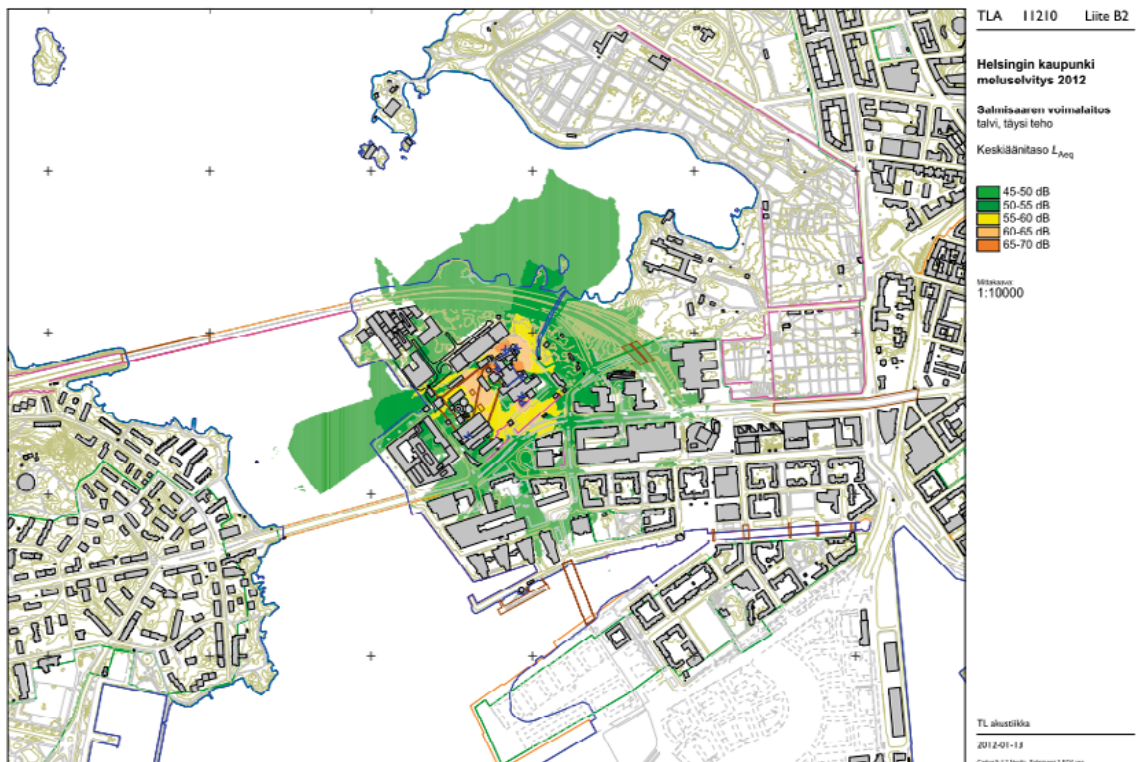 TLA 11210 Liite B2
Helsingin kaupunki
meluselvitys 2012
Salmisaaren voimalaitos
talvi, täysi teho
Keskiäänitaso LAeq
45-50 dB
50-55 dB
55-60 dB
60-65 dB
65-70 dB
Mittakaava:
1:10000
TL akustiikka
2012-01-13